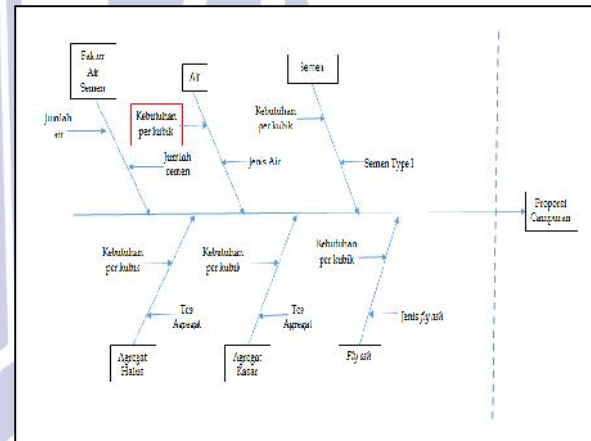 Faktor
Air
Semen
Air
Semen
Jumlah
air
Kebutuhan
per kubik
Kebutuhan
per kubik
Jumlah
semen
Jenis Air
Semen Type I
Proporsi
Campuran
Kebutuhan
per kubik
Kebutuhan
per kubik
Kebutuhan
per kubik
Tes
Agregat
Tes
Agregat
Jenis fly ash
Agregat
Halus
Agregat
Kasar
Fly ash